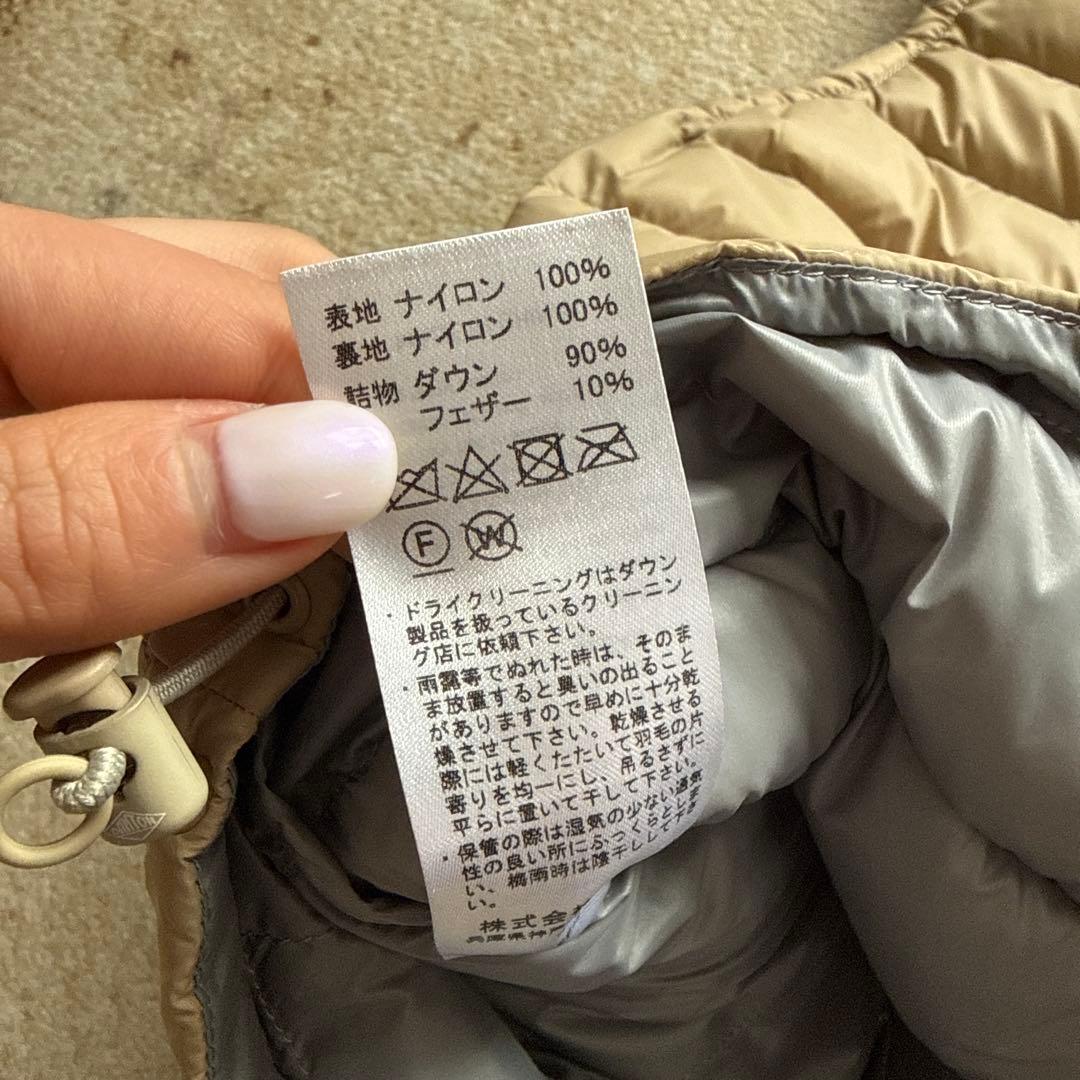 表地 ナイロン 100%
裏地 ナイロン 100%
詰物 ダウン 90%
フェザー 10%
F W
・ドライクリーニングはダウン
製品を扱っているクリーニン
グ店に依頼下さい。
・雨露等でぬれた時は、そのま
ま放置すると臭いの出ること
がありますので早めに十分乾
燥させて下さい。乾燥させる
際には軽くたたいて羽毛の片
寄りを均一にし、吊るさずに
平らに置いて干して下さい。
・保管の際は湿気の少ない通気
性の良い所にふっくらと
い、梅雨時は陰干しして下さ
い。
株式会
兵庫県神